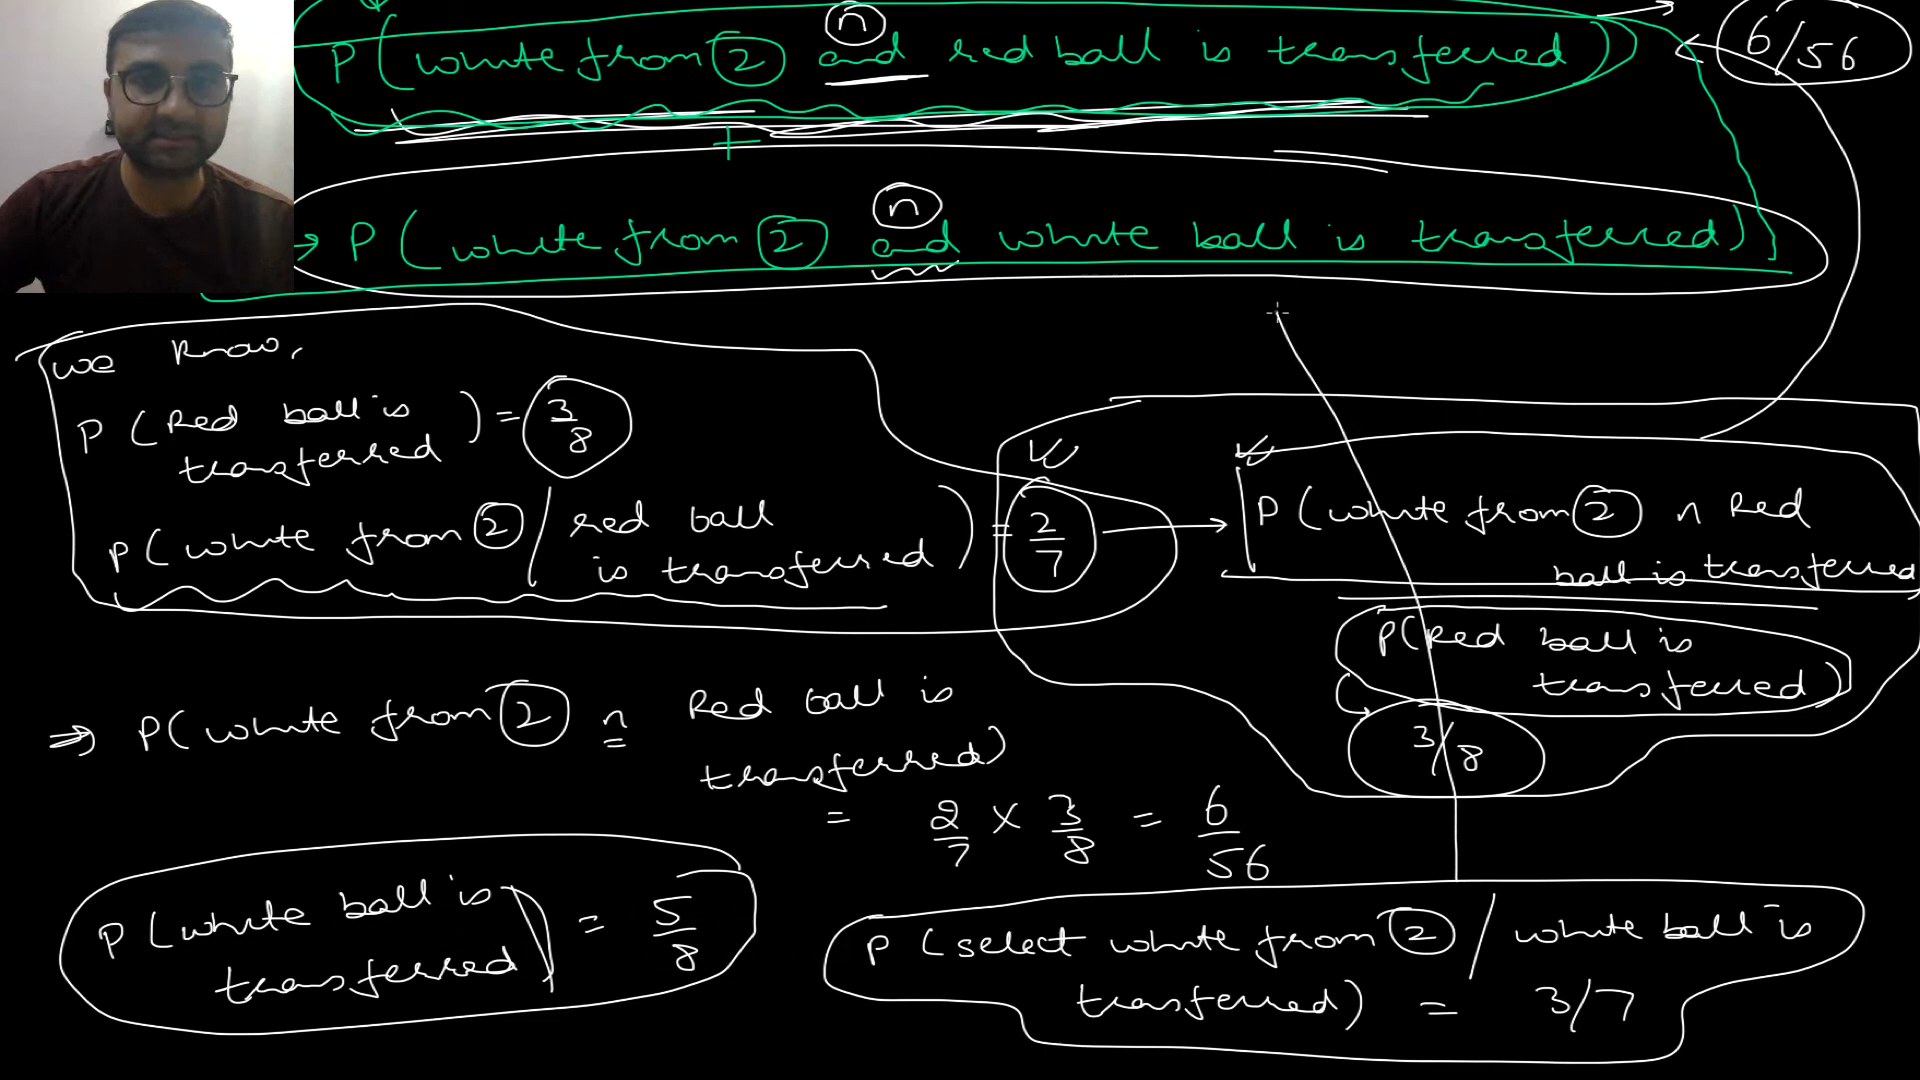 P (white from 2 and red ball is transferred)
n
6/56
+
n
→ P (white from 2 and white ball is transferred)
we know,
P (Red ball is transferred) = 3/8
P (white from 2 / red ball is transferred) = 2/7
→ P (white from 2 n Red ball is transferred
P(Red ball is transferred)
3/8
⇒ P( white from 2 n Red ball is transferred)
= 2/7 × 3/8 = 6/56
P (white ball is transferred) = 5/8
P (select white from 2 / white ball is
transferred) = 3/7